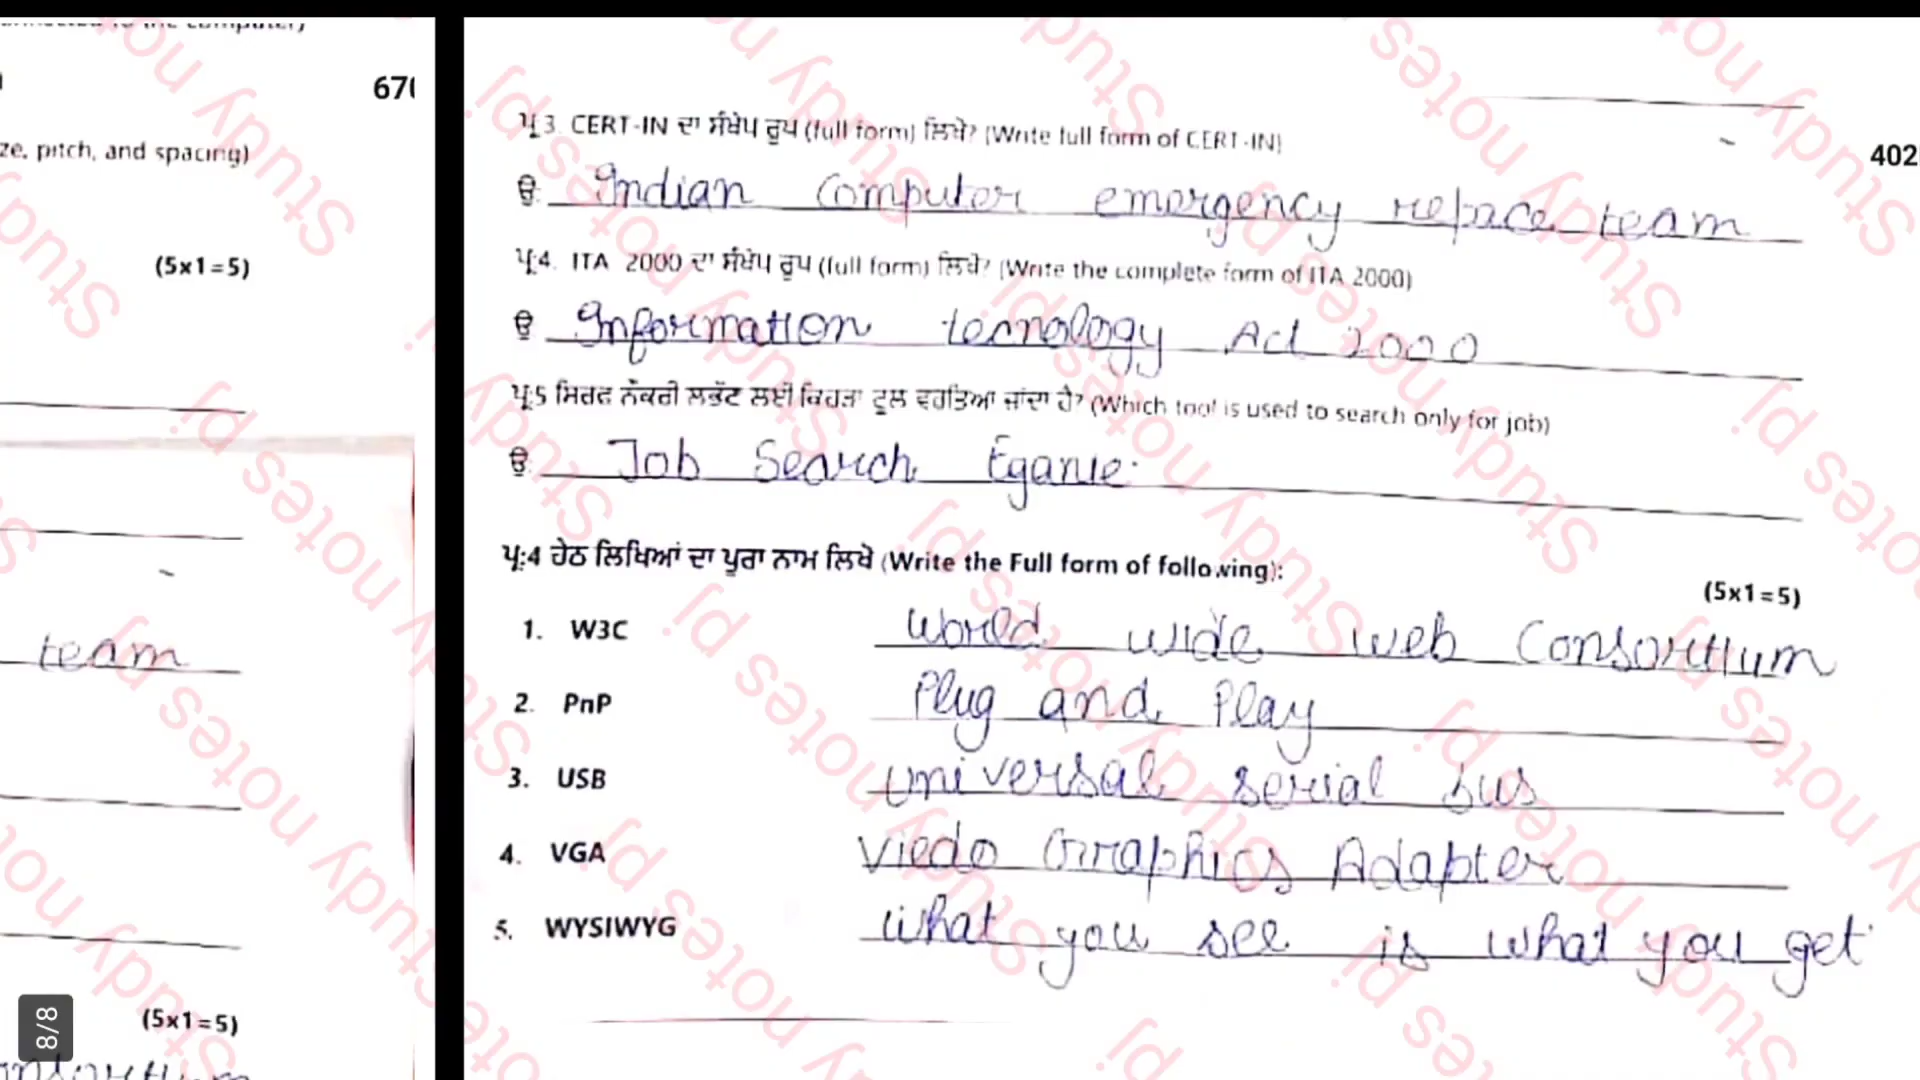 670
ze, pitch, and spacing)
(5x1=5)
team
(5x1=5)
8/8
402
ਪ੍ਰ:3. CERT-IN ਦਾ ਸੰਖੇਪ ਰੂਪ (full form) ਲਿਖੋ? (Write full form of CERT-IN)
ਉ: Indian Computer emergency repace team
ਪ੍ਰ:4. ITA 2000 ਦਾ ਸੰਖੇਪ ਰੂਪ (full form) ਲਿਖੋ? (Write the complete form of ITA 2000)
ਉ: Information tecnology Act 2000
ਪ੍ਰ:5 ਸਿਰਫ ਨੌਕਰੀ ਲਭੱਣ ਲਈ ਕਿਹੜਾ ਟੂਲ ਵਰਤਿਆ ਜਾਂਦਾ ਹੈ? (Which tool is used to search only for job)
ਉ: Job Search Eganie.
ਪ੍ਰ:4 ਹੇਠ ਲਿਖਿਆਂ ਦਾ ਪੂਰਾ ਨਾਮ ਲਿਖੋ (Write the Full form of following):
(5x1=5)
1. W3C World wide web Consortium
2. PnP Plug and Play
3. USB universal serial bus
4. VGA Viedo Graphics Adapter
5. WYSIWYG what you see is what you get
Study notes pj